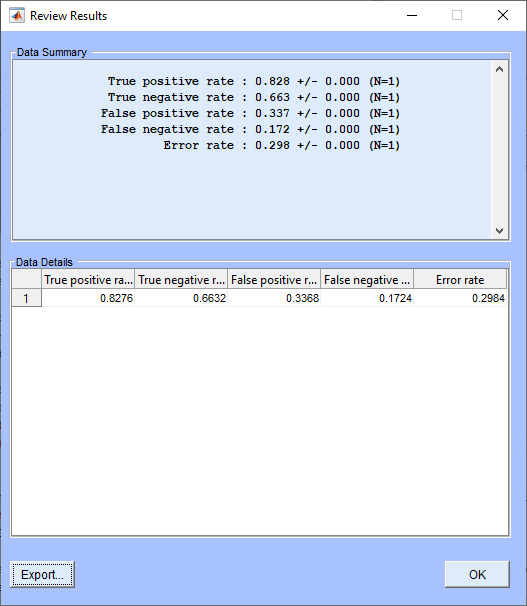 Review Results
Data Summary
True positive rate : 0.828 +/- 0.000 (N=1)
True negative rate : 0.663 +/- 0.000 (N=1)
False positive rate : 0.337 +/- 0.000 (N=1)
False negative rate : 0.172 +/- 0.000 (N=1)
Error rate : 0.298 +/- 0.000 (N=1)
Data Details
True positive ra... True negative r... False positive r... False negative ... Error rate
1 0.8276 0.6632 0.3368 0.1724 0.2984
Export... OK